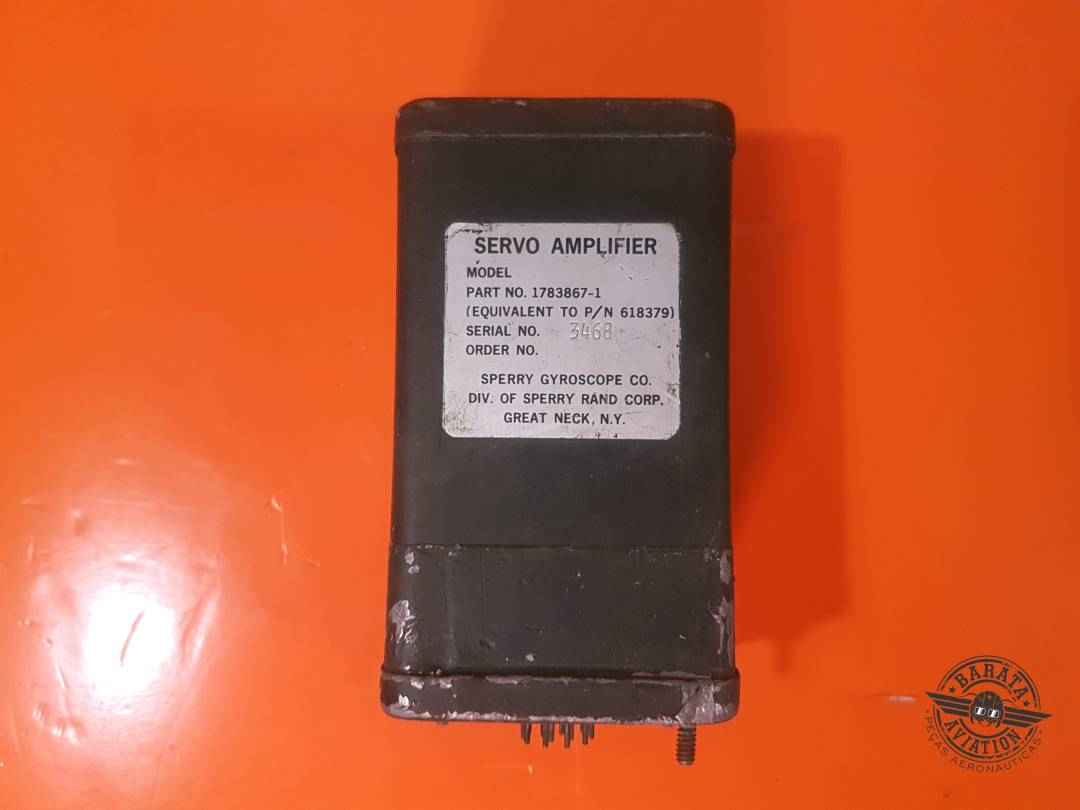 SERVO AMPLIFIER
MODEL
PART NO. 1783867-1
(EQUIVALENT TO P/N 618379)
SERIAL NO. 3468
ORDER NO.
SPERRY GYROSCOPE CO.
DIV. OF SPERRY RAND CORP.
GREAT NECK, N.Y.
BARATA
AVIATION
PEÇAS AERONÁUTICAS